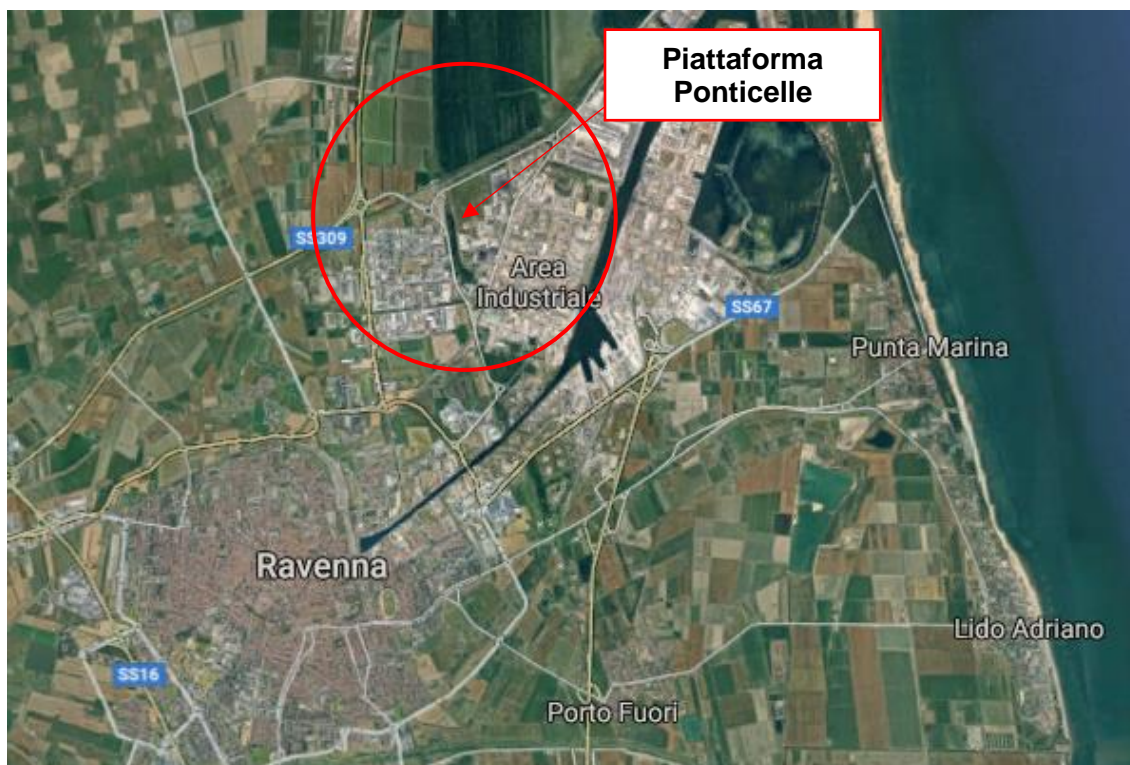 Piattaforma
Ponticelle
SS309
Area
Industriale
SS67
Punta Marina
Ravenna
Lido Adriano
SS16
Porto Fuori